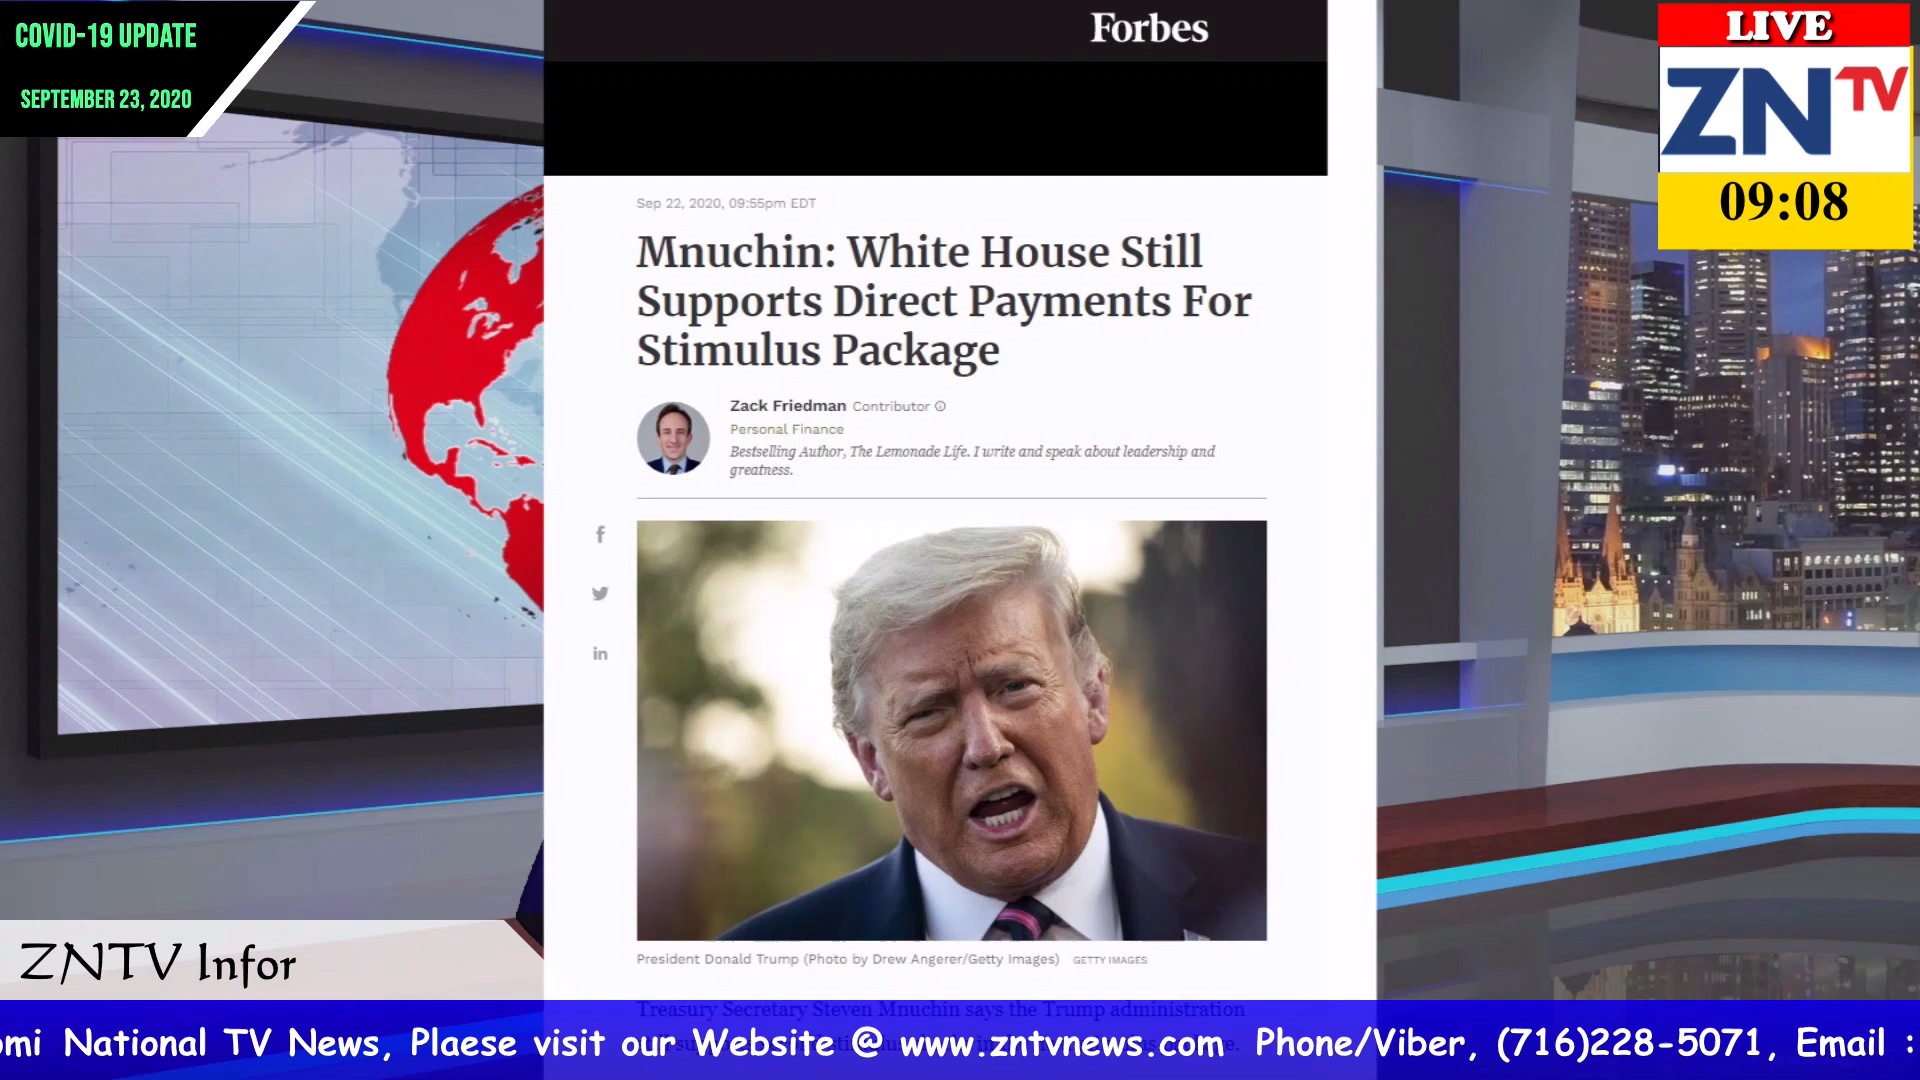 COVID-19 UPDATE
SEPTEMBER 23, 2020
Forbes
LIVE
ZNTV
09:08
Sep 22, 2020, 09:55pm EDT
Mnuchin: White House Still
Supports Direct Payments For
Stimulus Package
Zack Friedman Contributor
Personal Finance
Bestselling Author, The Lemonade Life. I write and speak about leadership and
greatness.
f
in
President Donald Trump (Photo by Drew Angerer/Getty Images) GETTY IMAGES
ZNTV Infor
Treasury Secretary Steven Mnuchin says the Trump administration
omi National TV News, Plaese visit our Website @ www.zntvnews.com Phone/Viber, (716)228-5071, Email :